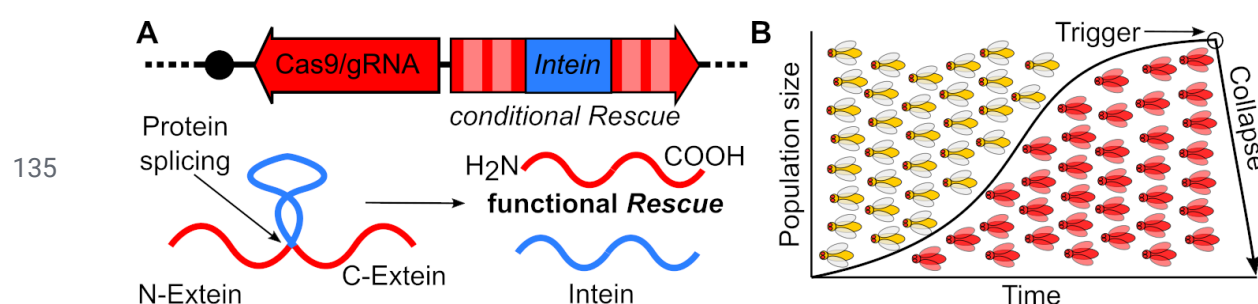 135
A
Cas9/gRNA
Intein
conditional Rescue
Protein
splicing
H2N
COOH
functional Rescue
N-Extein
C-Extein
Intein
B
Population size
Trigger
Collapse
Time